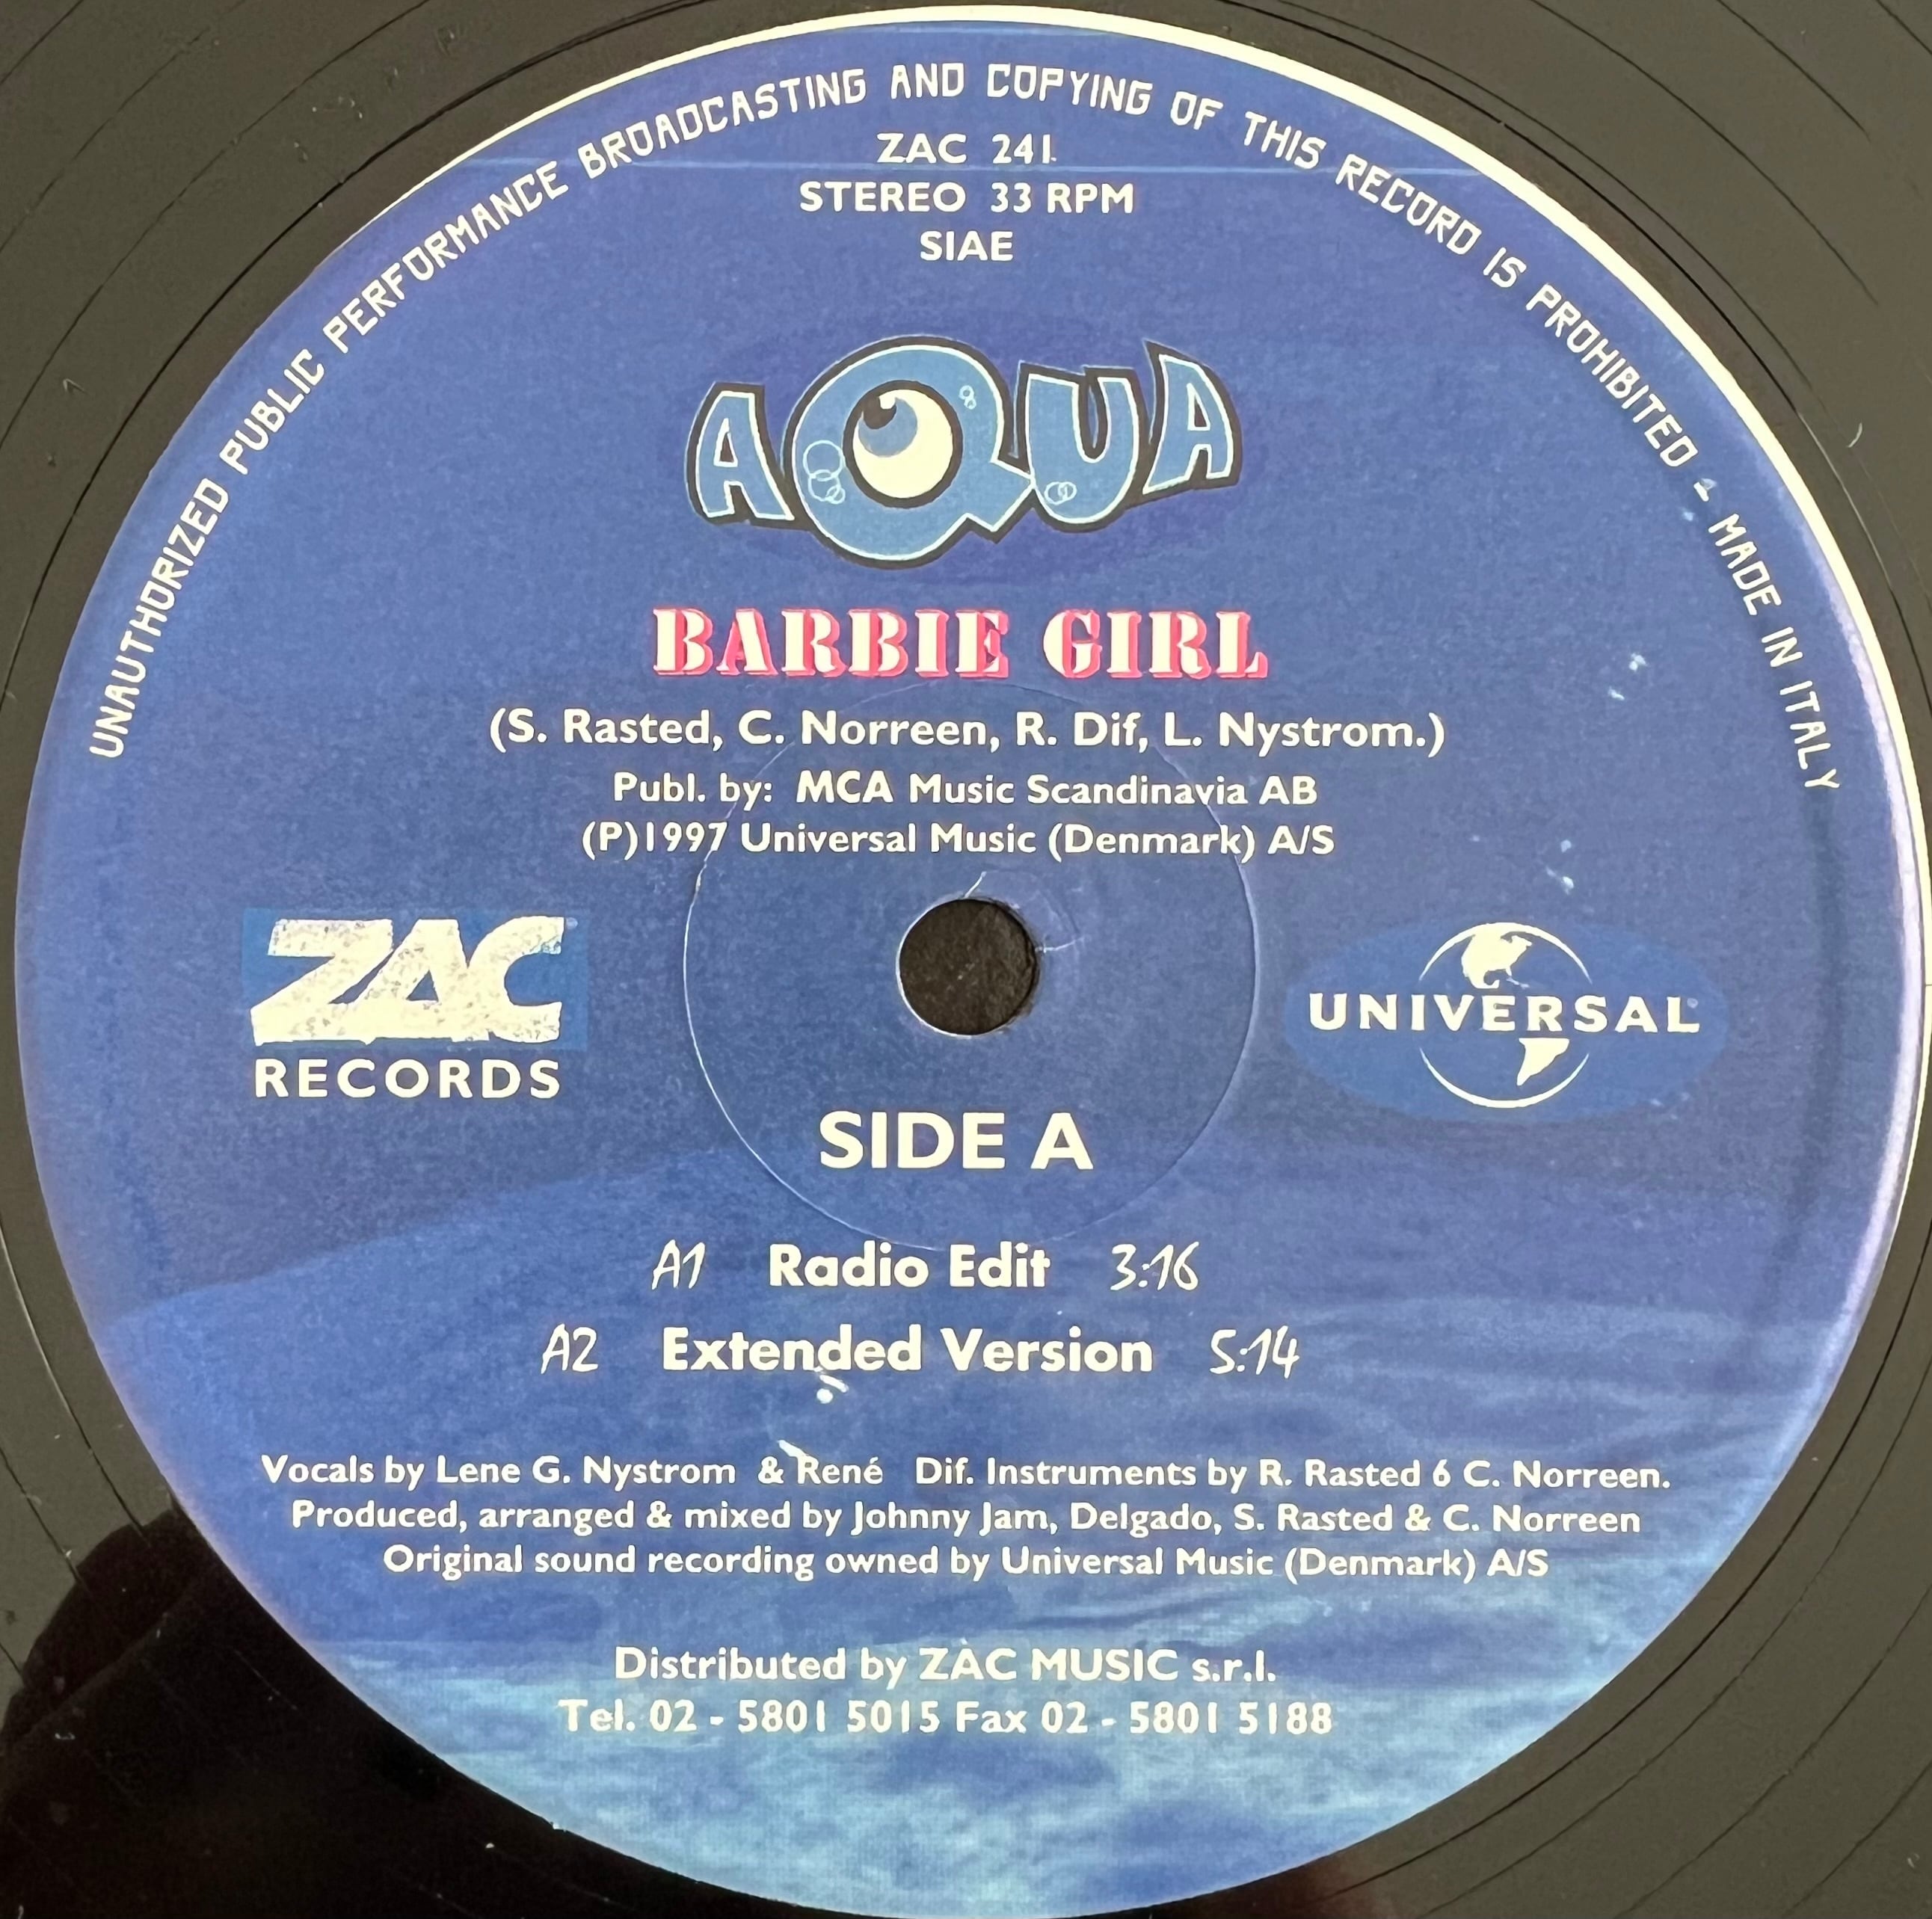 UNAUTHORIZED PUBLIC PERFORMANCE BROADCASTING AND COPYING OF THIS RECORD IS PROHIBITED - MADE IN ITALY
ZAC 241
STEREO 33 RPM
SIAE
AQUA
BARBIE GIRL
(S. Rasted, C. Norreen, R. Dif, L. Nystrom.)
Publ. by: MCA Music Scandinavia AB
(P)1997 Universal Music (Denmark) A/S
ZAC
RECORDS
UNIVERSAL
SIDE A
A1 Radio Edit 3:16
A2 Extended Version 5:14
Vocals by Lene G. Nystrom & René Dif. Instruments by R. Rasted 6 C. Norreen.
Produced, arranged & mixed by Johnny Jam, Delgado, S. Rasted & C. Norreen
Original sound recording owned by Universal Music (Denmark) A/S
Distributed by ZAC MUSIC s.r.l.
Tel. 02 - 5801 5015 Fax 02 - 5801 5188